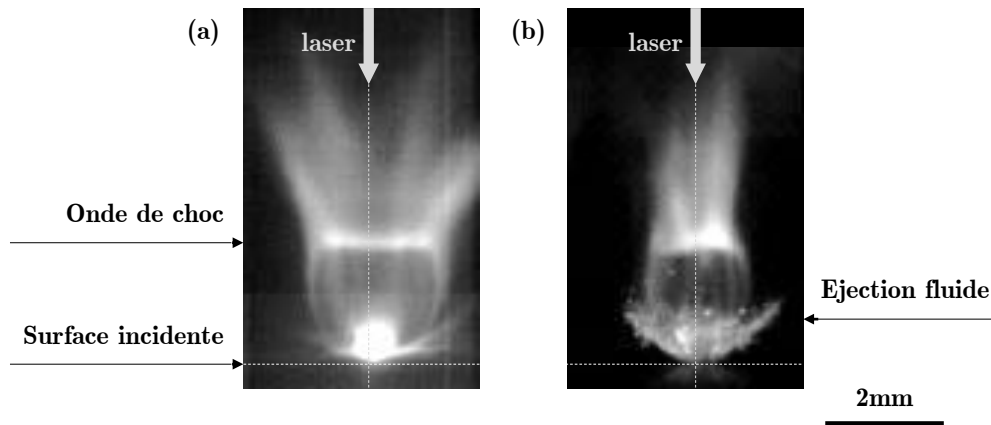 (a)
laser
(b)
laser
Onde de choc
Ejection fluide
Surface incidente
2mm